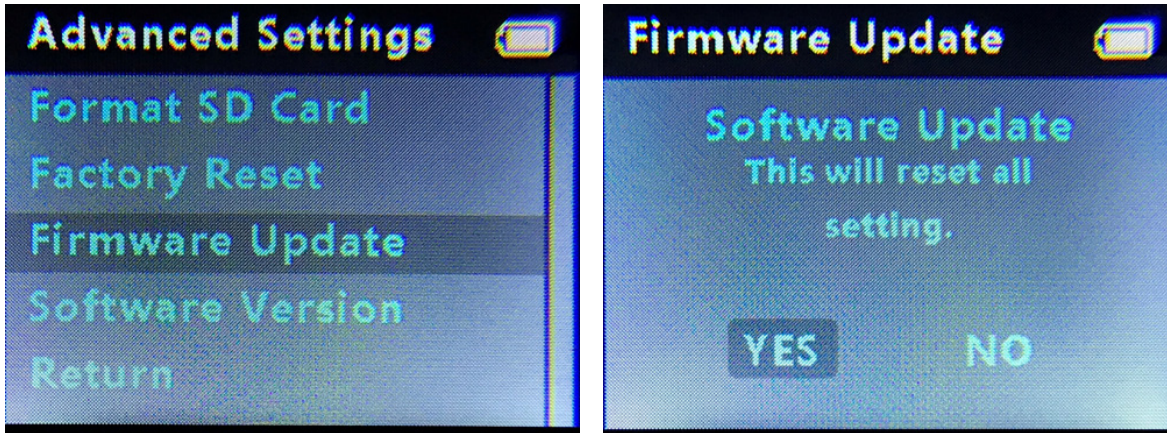 Advanced Settings
Format SD Card
Factory Reset
Firmware Update
Software Version
Return
Firmware Update
Software Update
This will reset all
setting.
YES
NO